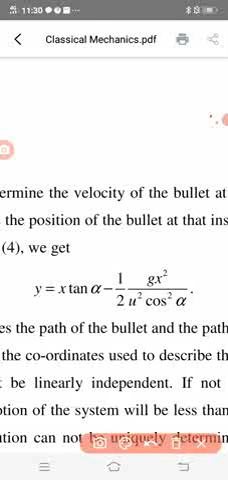 11:30
Classical Mechanics.pdf
ermine the velocity of the bullet at
the position of the bullet at that ins
(4), we get
y = x tan α − 1/2 gx²/u² cos² α.
es the path of the bullet and the path
the co-ordinates used to describe th
be linearly independent. If not
otion of the system will be less than
ution can not be uniquely determin